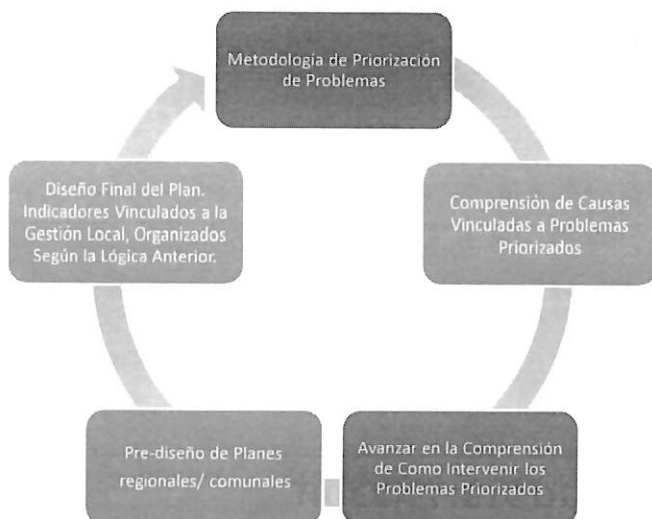 Metodología de Priorización
de Problemas
Comprensión de Causas
Vinculadas a Problemas
Priorizados
Avanzar en la Comprensión
de Como Intervenir los
Problemas Priorizados
Pre-diseño de Planes
regionales/ comunales
Diseño Final del Plan.
Indicadores Vinculados a la
Gestión Local, Organizados
Según la Lógica Anterior.